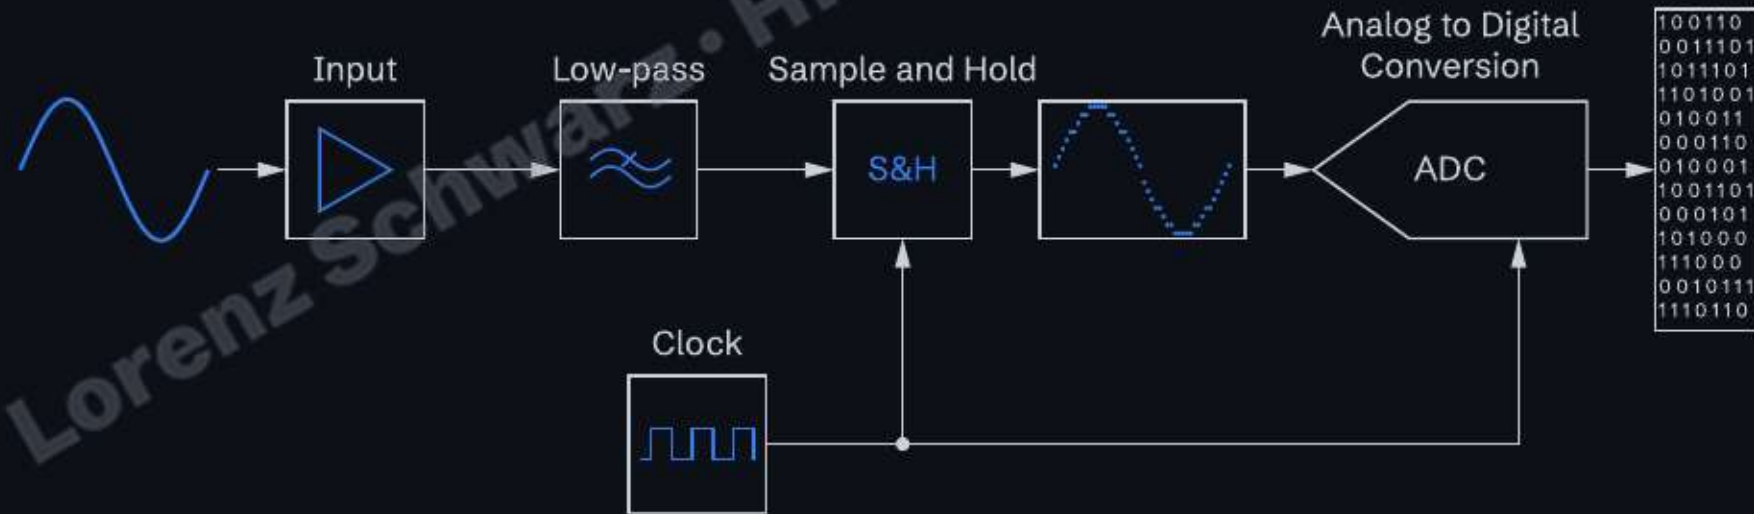 Input
Low-pass
Sample and Hold
Analog to Digital
Conversion
S&H
ADC
100110
0011101
1011101
1101001
010011
000110
010001
1001101
000101
101000
111000
0010111
1110110
Clock
Lorenz Schwarz · H